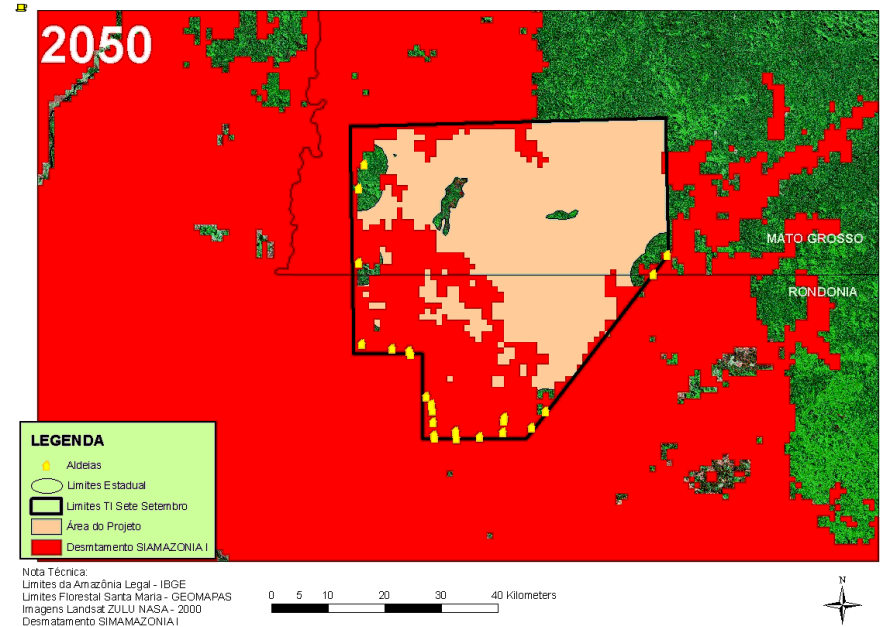 2050
MATO GROSSO
RONDONIA
LEGENDA
Aldeias
Limites Estadual
Limites TI Sete Setembro
Área do Projeto
Desmtamento SIAMAZONIA I
Nota Técnica:
Limites da Amazônia Legal - IBGE
Limites Florestal Santa Maria - GEOMAPAS
Imagens Landsat ZULU NASA - 2000
Desmatamento SIMAMAZONIA I
0 5 10 20 30 40 Kilometers
N